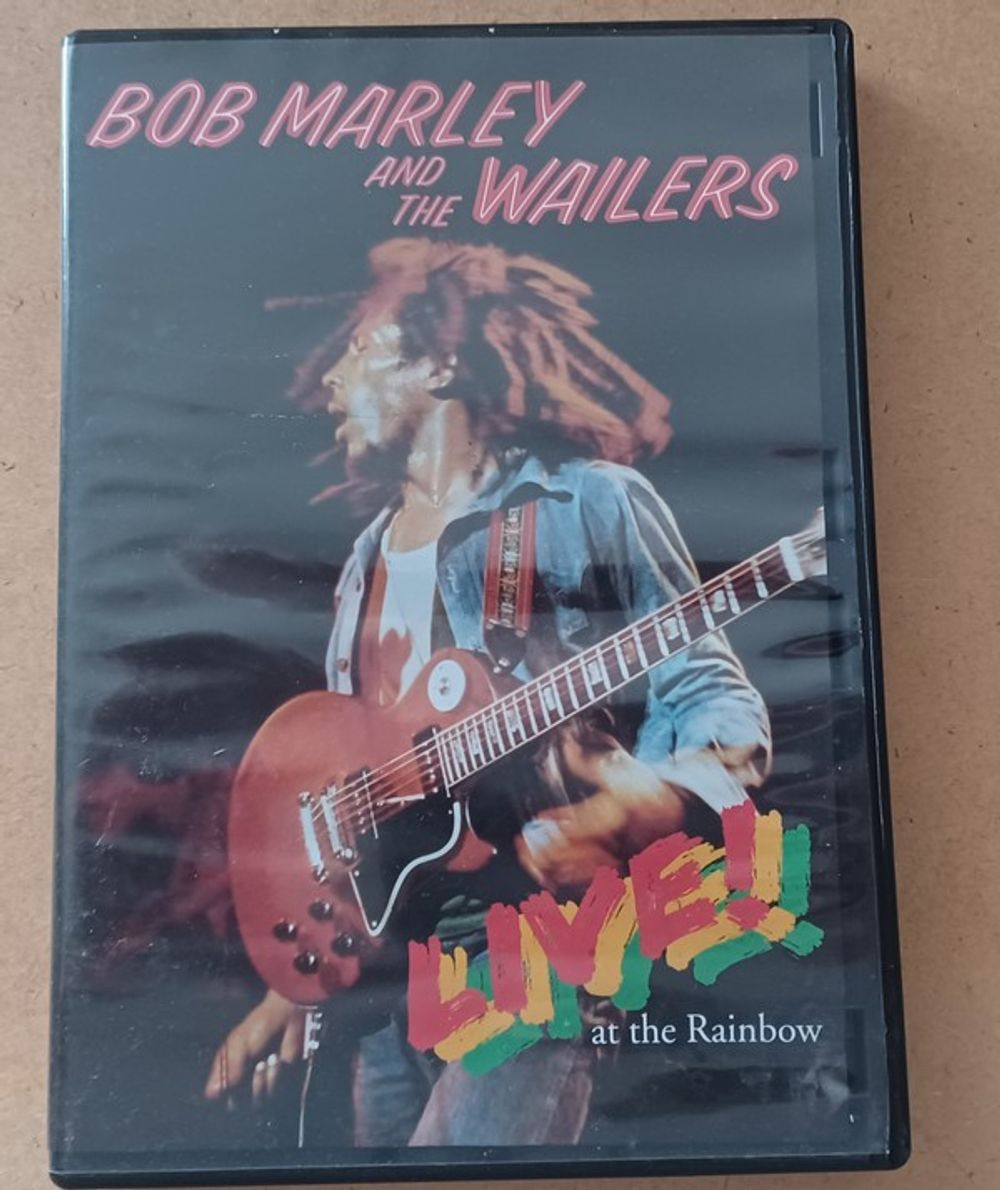 BOB MARLEY
AND THE WAILERS
LIVE!
at the Rainbow